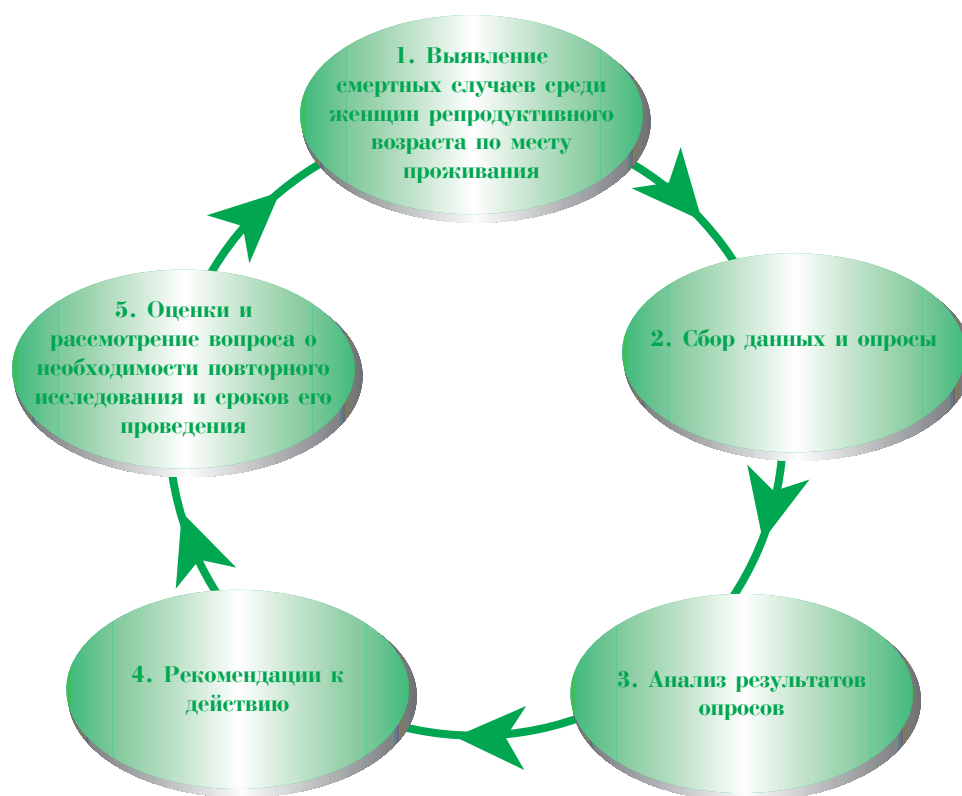 1. Выявление
смертных случаев среди
женщин репродуктивного
возраста по месту
проживания
2. Сбор данных и опросы
3. Анализ результатов
опросов
4. Рекомендации к
действию
5. Оценки и
рассмотрение вопроса о
необходимости повторного
исследования и сроков его
проведения